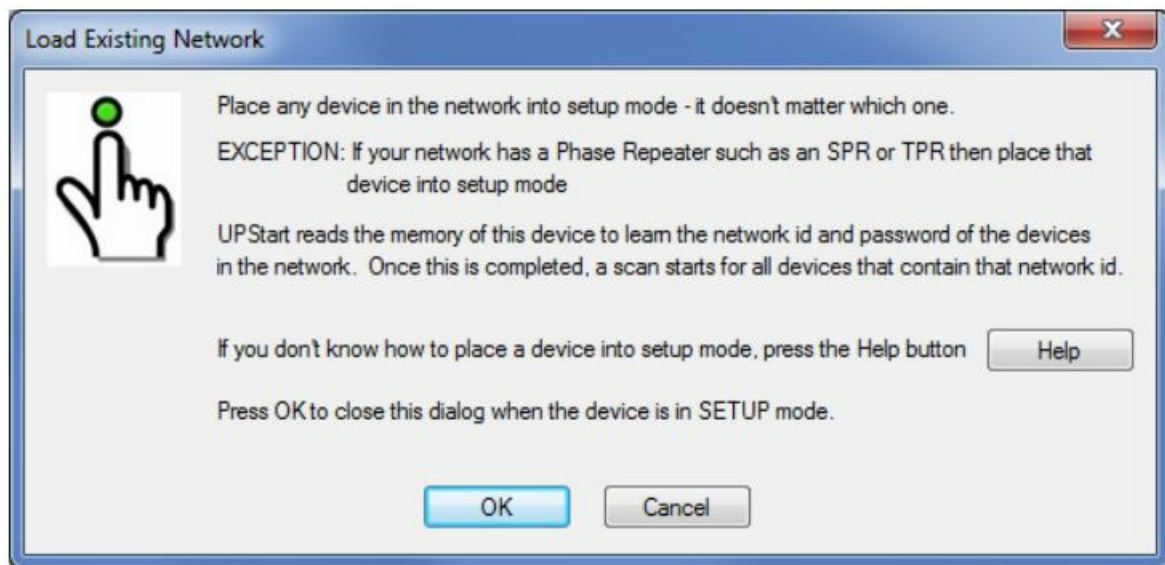 Load Existing Network
Place any device in the network into setup mode - it doesn't matter which one.
EXCEPTION: If your network has a Phase Repeater such as an SPR or TPR then place that
device into setup mode
UPStart reads the memory of this device to learn the network id and password of the devices
in the network. Once this is completed, a scan starts for all devices that contain that network id.
If you don't know how to place a device into setup mode, press the Help button
Help
Press OK to close this dialog when the device is in SETUP mode.
OK
Cancel